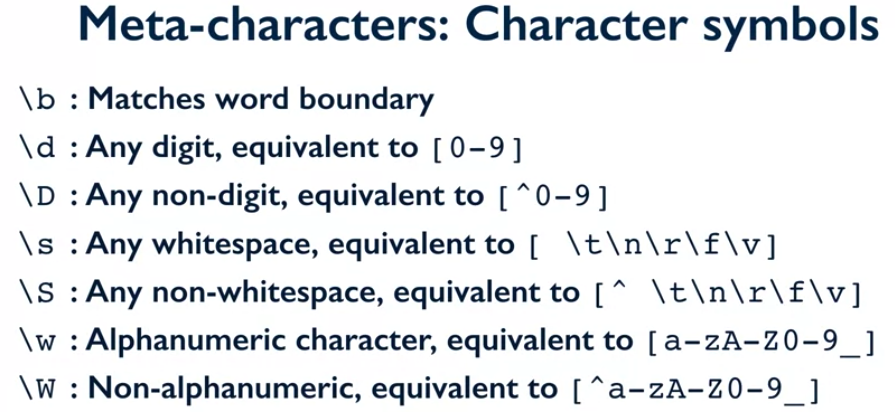 Meta-characters: Character symbols
\b : Matches word boundary
\d : Any digit, equivalent to [0-9]
\D : Any non-digit, equivalent to [^0-9]
\s : Any whitespace, equivalent to [ \t\n\r\f\v]
\S : Any non-whitespace, equivalent to [^ \t\n\r\f\v]
\w : Alphanumeric character, equivalent to [a-zA-Z0-9_]
\W : Non-alphanumeric, equivalent to [^a-zA-Z0-9_]